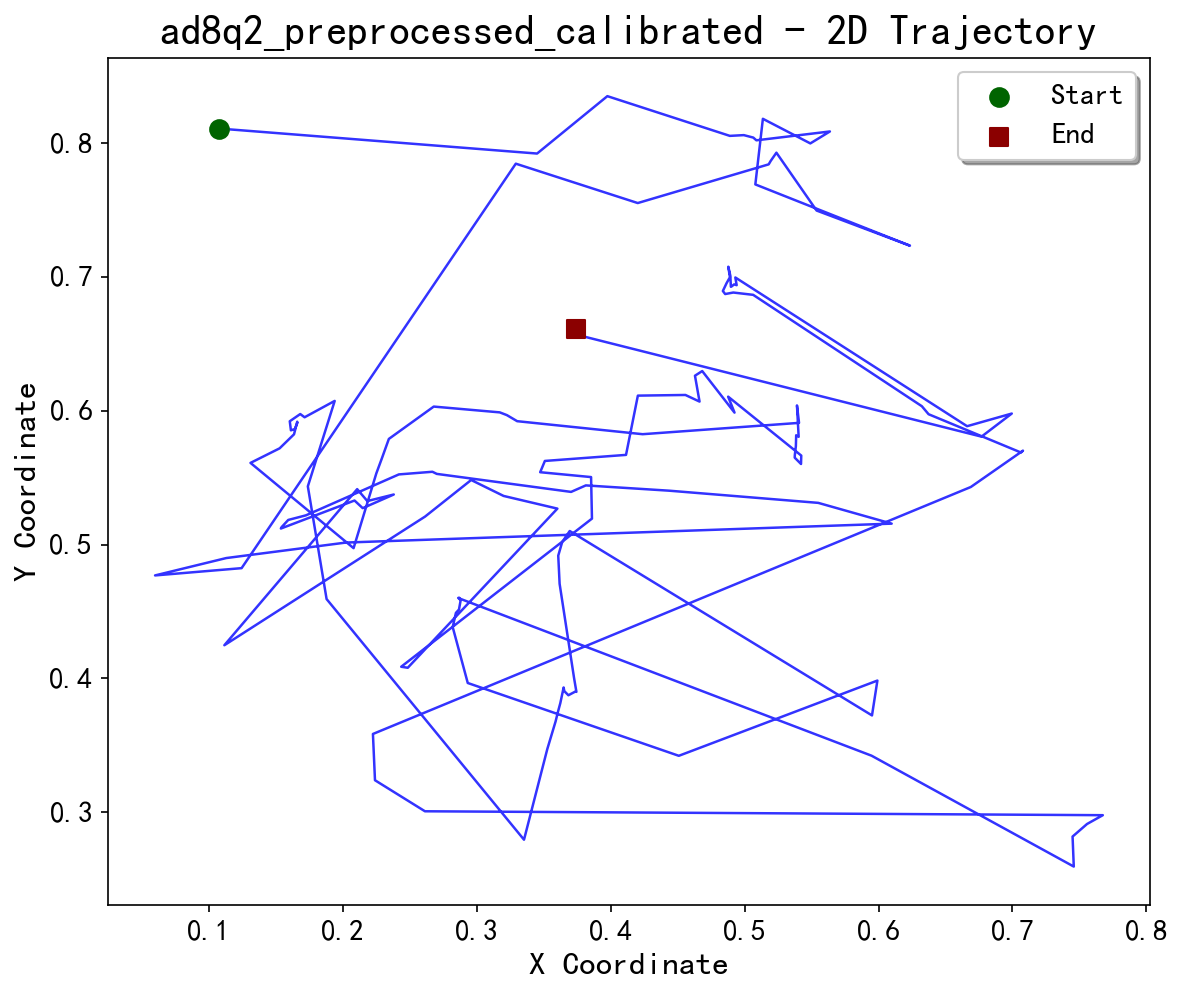 ad8q2_preprocessed_calibrated - 2D Trajectory
Start
End
Y Coordinate
0.8
0.7
0.6
0.5
0.4
0.3
0.1 0.2 0.3 0.4 0.5 0.6 0.7 0.8
X Coordinate